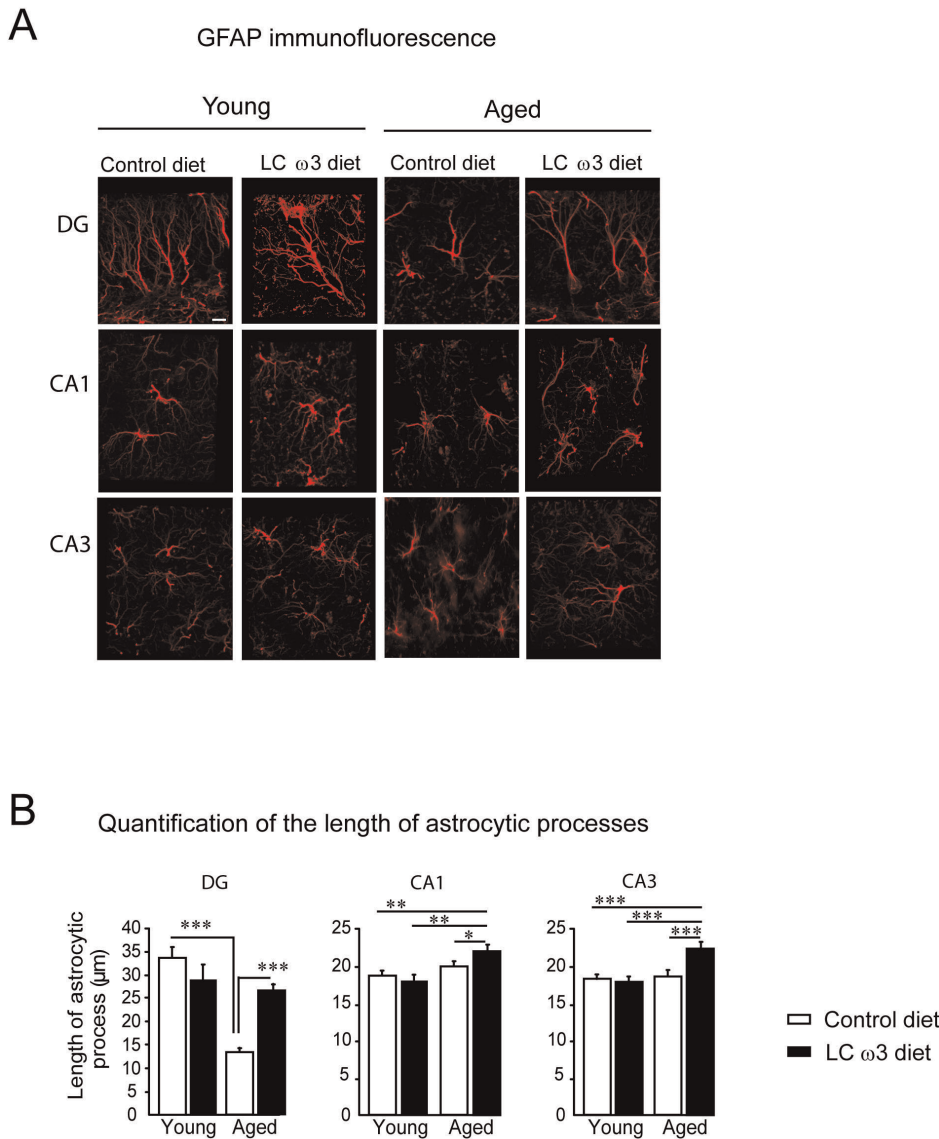 A
GFAP immunofluorescence
Young Aged
Control diet LC ω3 diet Control diet LC ω3 diet
DG
CA1
CA3
B
Quantification of the length of astrocytic processes
DG CA1 CA3
Length of astrocytic
process (µm)
40
35
30
25
20
15
10
5
0
***
***
Young Aged
25
20
15
10
5
0
**
**
*
Young Aged
25
20
15
10
5
0
***
***
***
Young Aged
Control diet
LC ω3 diet